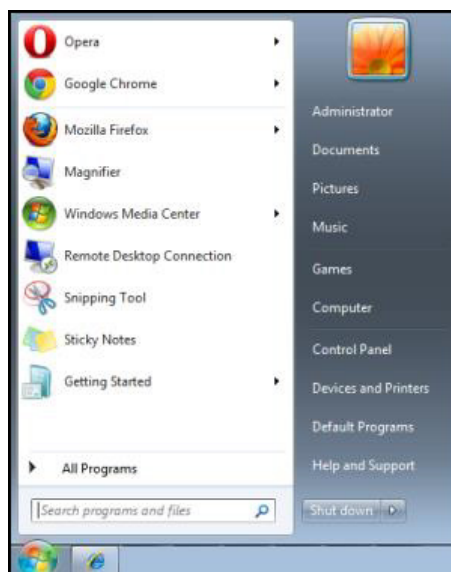 Opera
Google Chrome
Mozilla Firefox
Magnifier
Windows Media Center
Remote Desktop Connection
Snipping Tool
Sticky Notes
Getting Started
All Programs
Search programs and files
Administrator
Documents
Pictures
Music
Games
Computer
Control Panel
Devices and Printers
Default Programs
Help and Support
Shut down